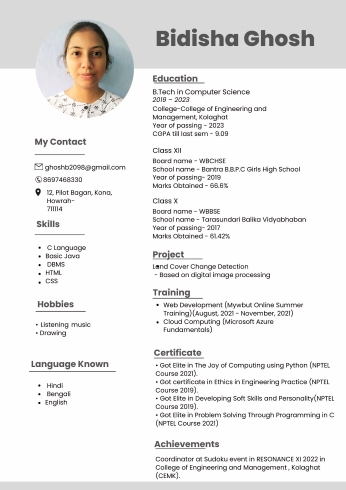 Bidisha Ghosh
My Contact
ghoshb2098@gmail.com
8697468330
12, Pilot Bagan, Kona,
Howrah-
711114
Skills
• C Language
• Basic Java
• DBMS
• HTML
• CSS
Hobbies
• Listening music
• Drawing
Language Known
• Hindi
• Bengali
• English
Education
B.Tech in Computer Science
2019 – 2023
College-College of Engineering and
Management, Kolaghat
Year of passing - 2023
CGPA till sem - 9.09
Class XII
Board name - WBCHSE
School name - Bantra B.B.P.C Girls High School
Year of passing- 2019
Marks Obtained - 66.6%
Class X
Board name - WBBSE
School name - Tarasundari Balika Vidyabhaban
Year of passing- 2017
Marks Obtained - 61.42%
Project
Land Cover Change Detection
- Based on digital image processing
Training
• Web Development (Mywbut Online Summer
Training)(August, 2021 - November, 2021)
• Cloud Computing (Microsoft Azure
Fundamentals)
Certificate
• Got Elite in The Joy of Computing using Python (NPTEL
Course 2021).
• Got certificate in Ethics in Engineering Practice (NPTEL
Course 2019).
• Got Elite in Developing Soft Skills and Personality(NPTEL
Course 2019).
• Got Elite in Problem Solving Through Programming in C
(NPTEL Course 2021)
Achievements
Coordinator at Sudoku event in RESONANCE XI 2022 in
College of Engineering and Management , Kolaghat
(CEMK).